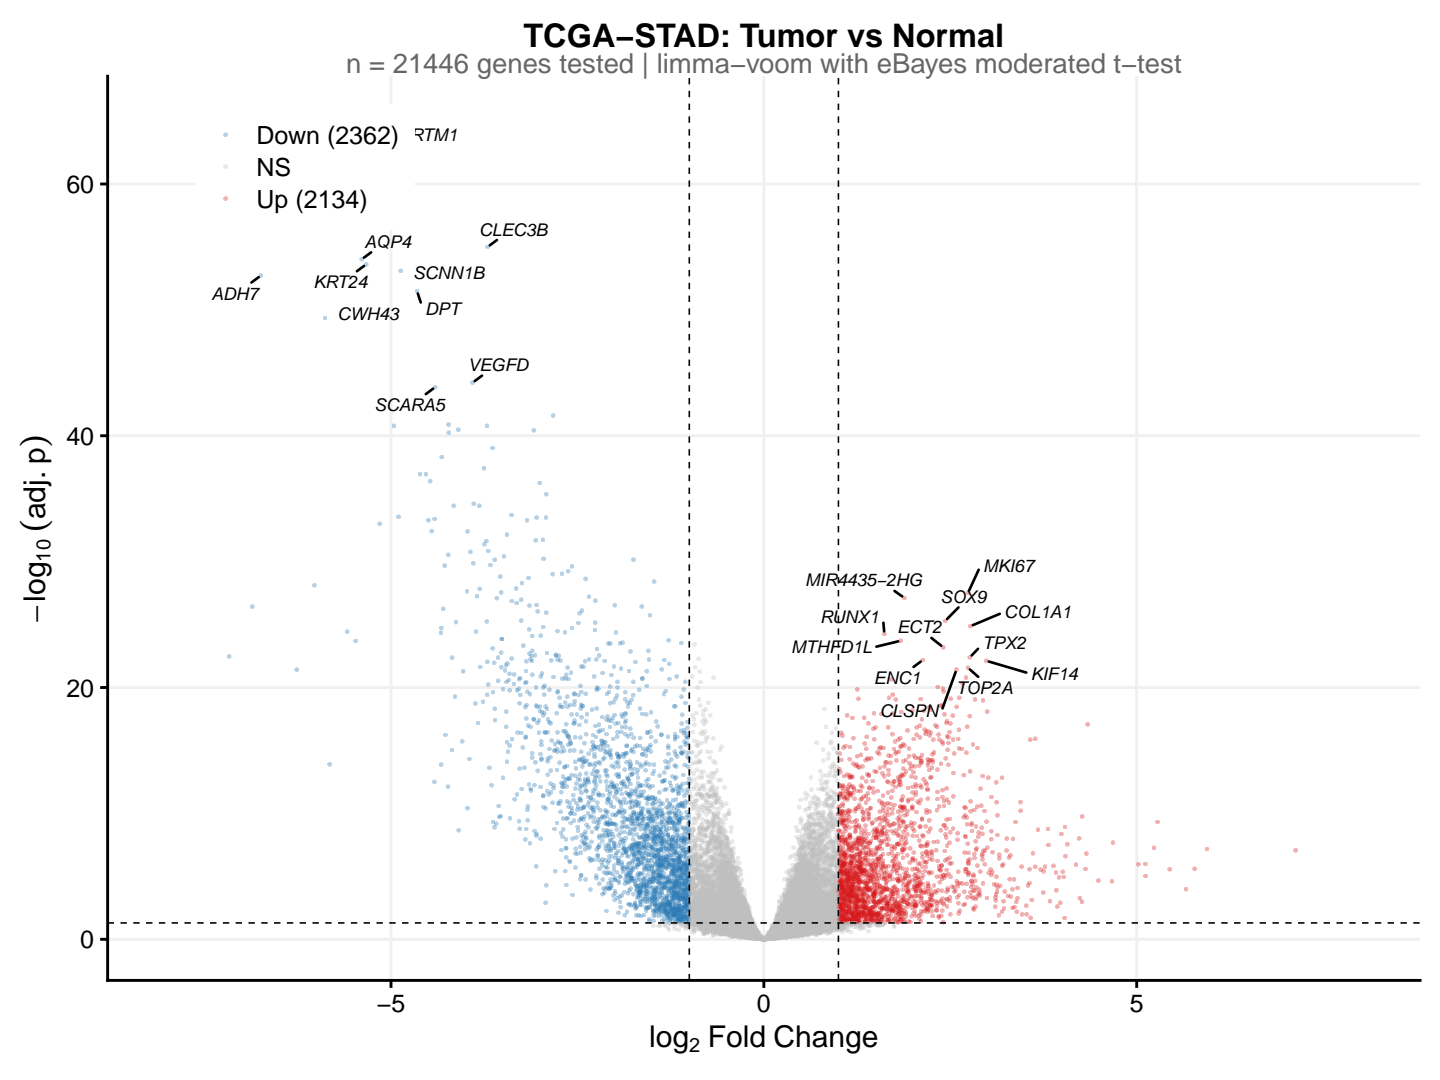 TCGA−STAD: Tumor vs Normal
n = 21446 genes tested | limma−voom with eBayes moderated t−test
Down (2362)
RTM1
NS
Up (2134)
60
40
20
0
−log10 (adj. p)
CLEC3B
AQP4
SCNN1B
KRT24
ADH7
DPT
CWH43
VEGFD
SCARA5
MKI67
MIR4435−2HG
SOX9
COL1A1
RUNX1
ECT2
TPX2
MTHFD1L
KIF14
ENC1
TOP2A
CLSPN
−5
0
5
log2 Fold Change